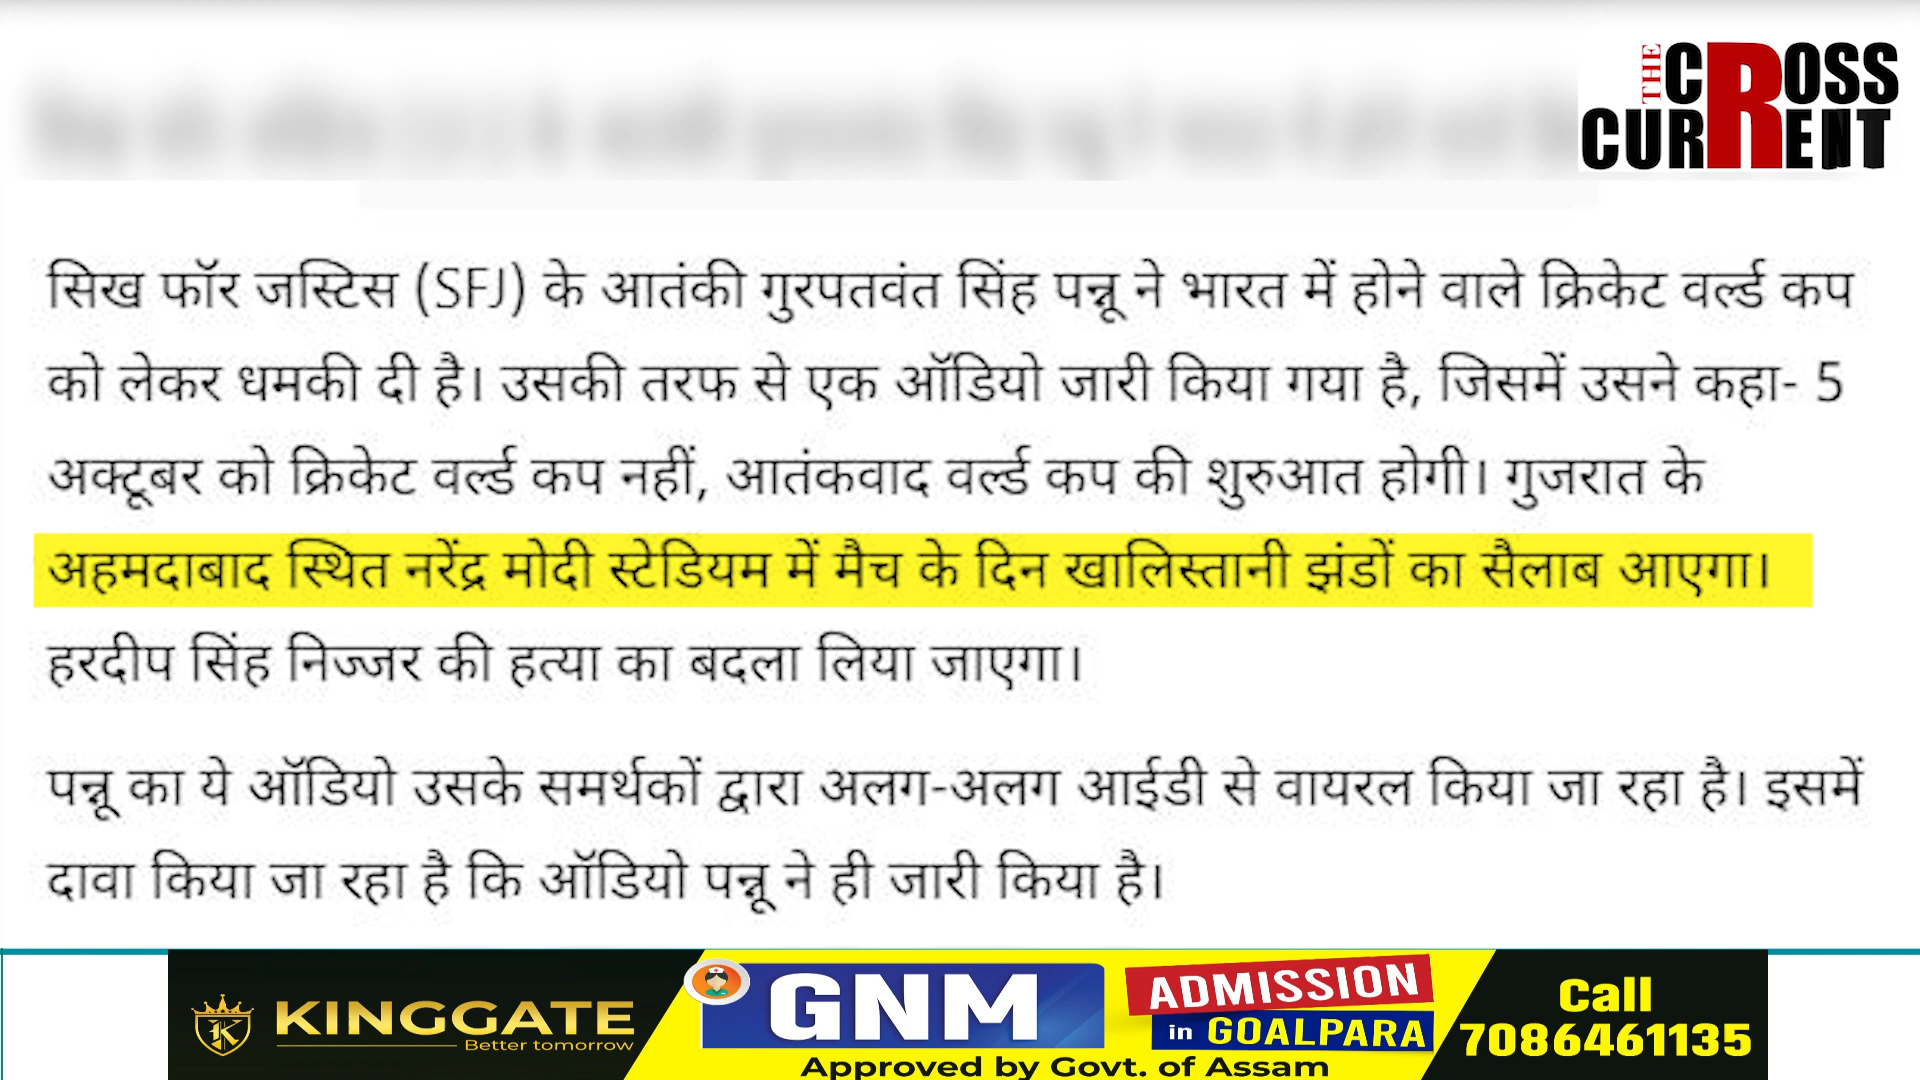 THE CROSS
CURRENT
सिख फॉर जस्टिस (SFJ) के आतंकी गुरपतवंत सिंह पन्नू ने भारत में होने वाले क्रिकेट वर्ल्ड कप
को लेकर धमकी दी है। उसकी तरफ से एक ऑडियो जारी किया गया है, जिसमें उसने कहा- 5
अक्टूबर को क्रिकेट वर्ल्ड कप नहीं, आतंकवाद वर्ल्ड कप की शुरुआत होगी। गुजरात के
अहमदाबाद स्थित नरेंद्र मोदी स्टेडियम में मैच के दिन खालिस्तानी झंडों का सैलाब आएगा।
हरदीप सिंह निज्जर की हत्या का बदला लिया जाएगा।
पन्नू का ये ऑडियो उसके समर्थकों द्वारा अलग-अलग आईडी से वायरल किया जा रहा है। इसमें
दावा किया जा रहा है कि ऑडियो पन्नू ने ही जारी किया है।
KINGGATE
Better tomorrow
GNM
ADMISSION
in GOALPARA
Approved by Govt. of Assam
Call
7086461135